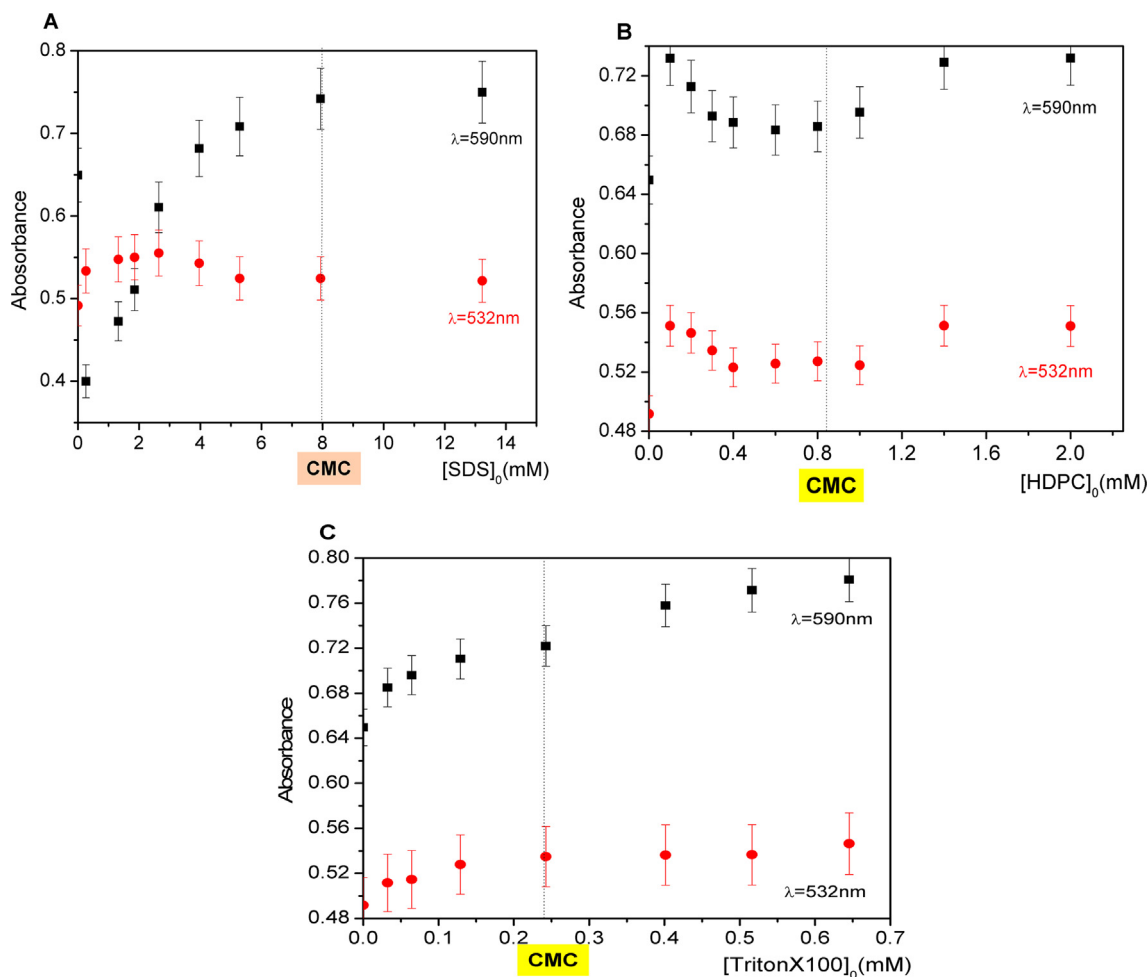 A
0.8
0.7
0.6
0.5
0.4
Abosorbance
λ=590nm
λ=532nm
0 2 4 6 8 10 12 14
CMC
[SDS]0(mM)
B
0.72
0.68
0.64
0.60
0.56
0.52
0.48
Absorbance
λ=590nm
λ=532nm
0.0 0.4 0.8 1.2 1.6 2.0
CMC
[HDPC]0(mM)
C
0.80
0.76
0.72
0.68
0.64
0.60
0.56
0.52
0.48
Absorbance
λ=590nm
λ=532nm
0.0 0.1 0.2 0.3 0.4 0.5 0.6 0.7
CMC
[TritonX100]0(mM)